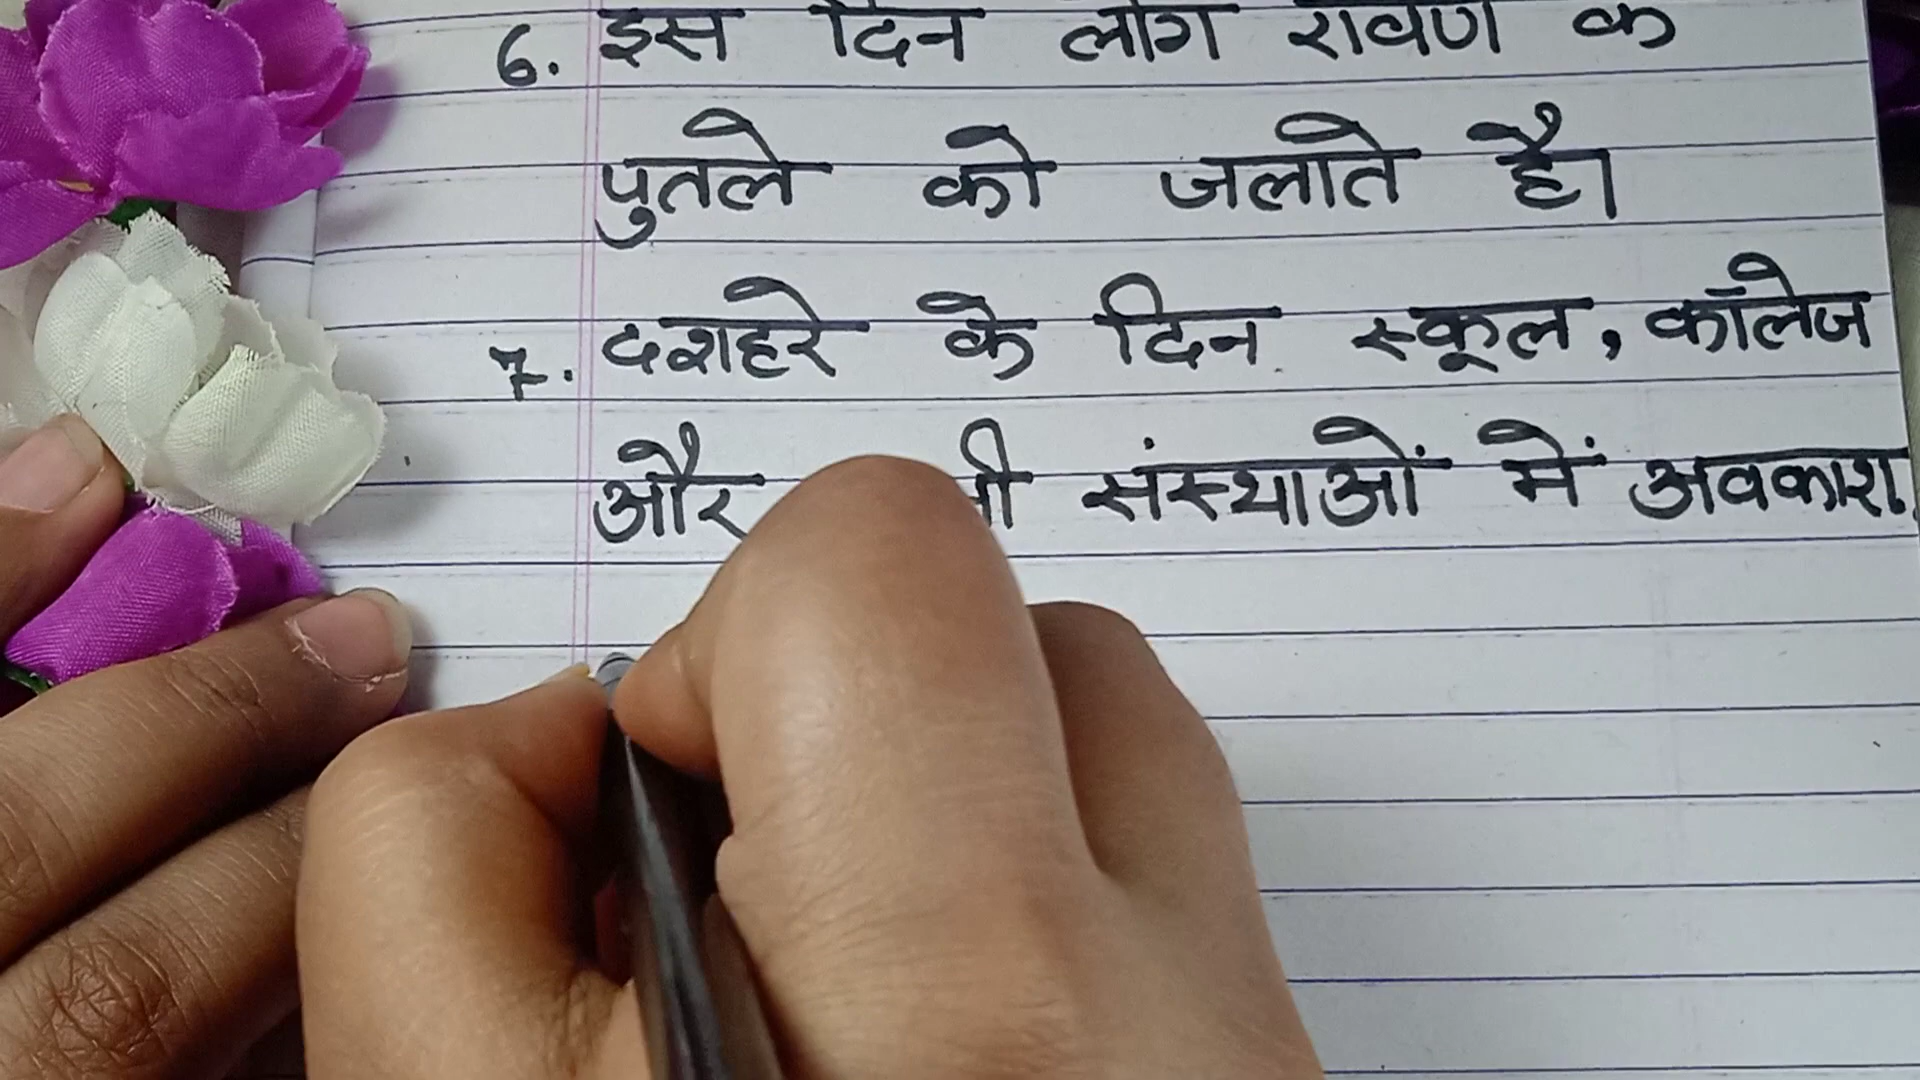 6. इस दिन लोग रावण क
पुतले को जलाते है।
7. दशहरे के दिन स्कूल, कॉलेज
और संस्थाओं में अवकाश